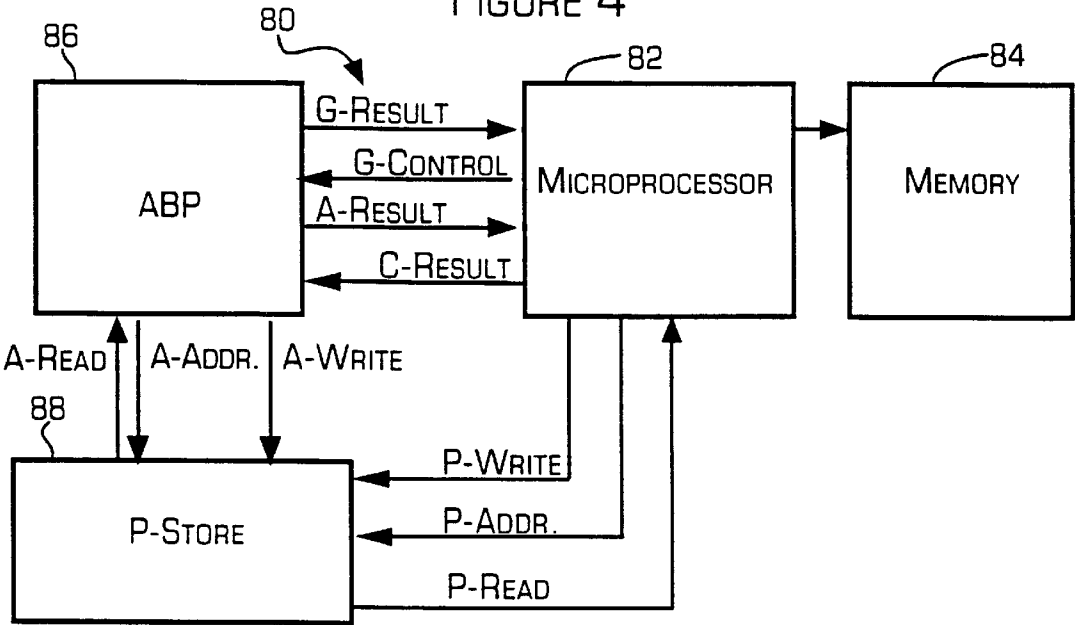 FIGURE 4
80
86
82
84
G-RESULT
G-CONTROL
MICROPROCESSOR
MEMORY
ABP
A-RESULT
C-RESULT
A-READ
A-ADDR.
A-WRITE
88
P-WRITE
P-STORE
P-ADDR.
P-READ